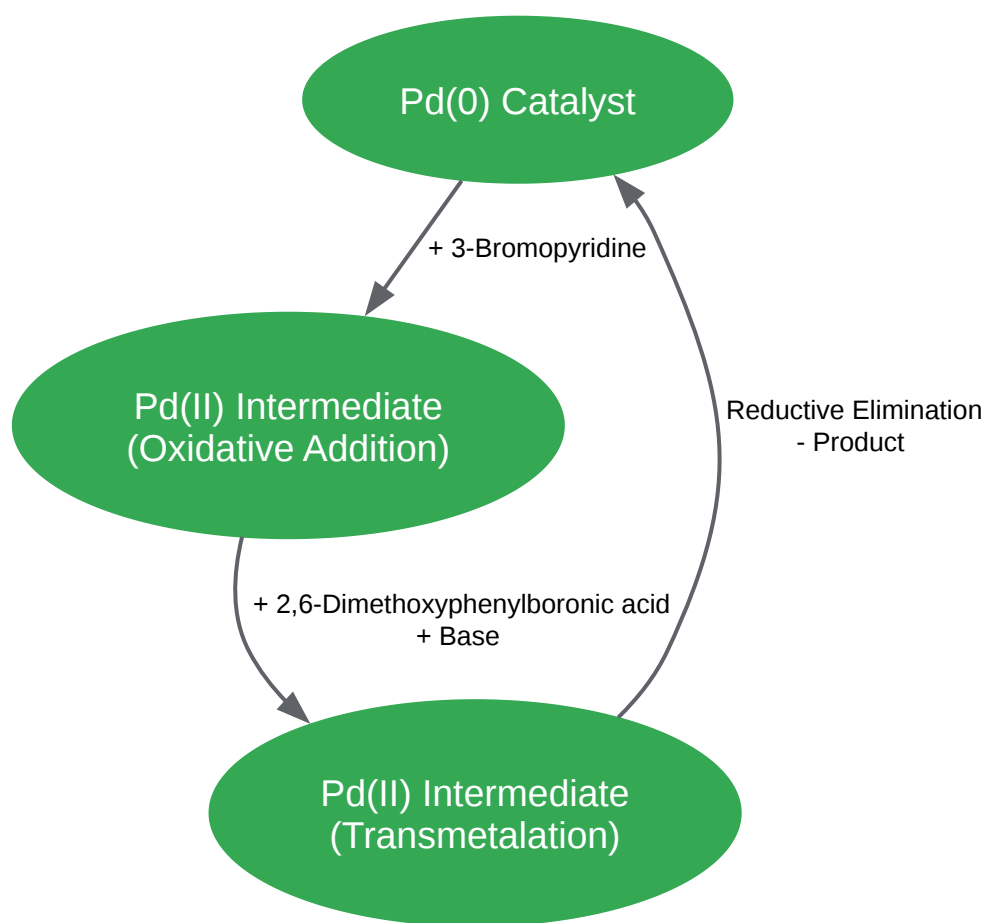 Pd(0) Catalyst
+ 3-Bromopyridine
Pd(II) Intermediate
(Oxidative Addition)
Reductive Elimination
- Product
+ 2,6-Dimethoxyphenylboronic acid
+ Base
Pd(II) Intermediate
(Transmetalation)